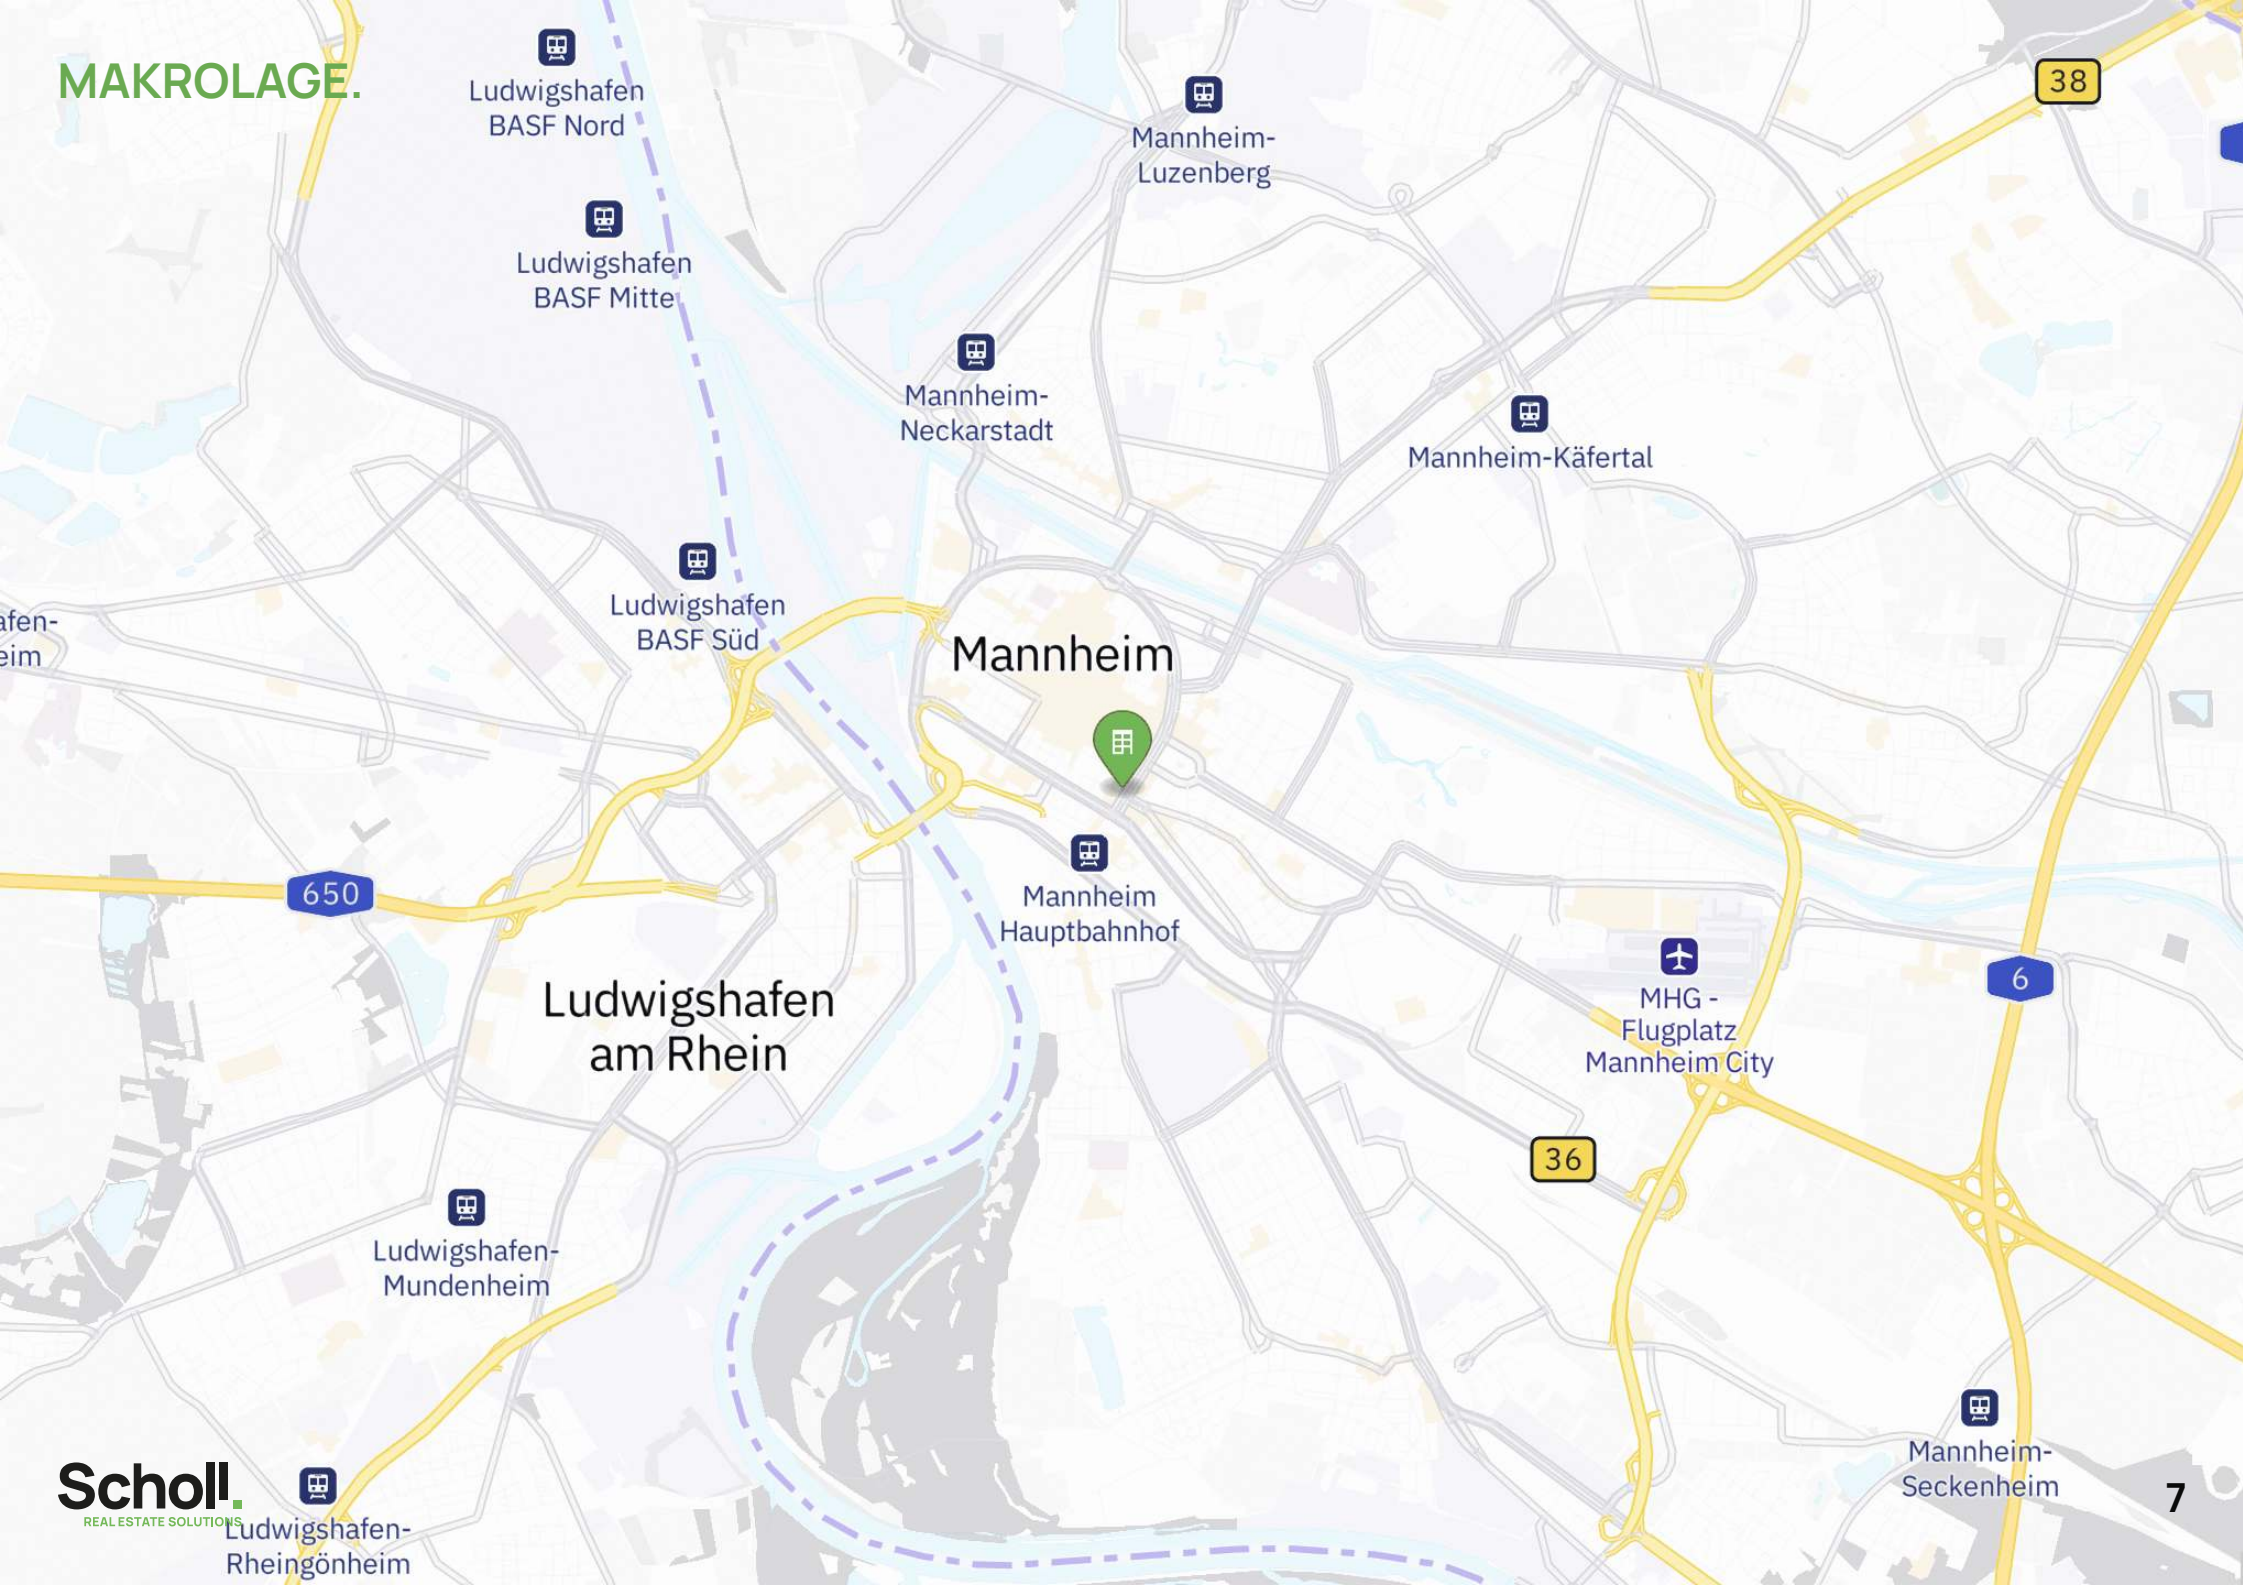 MAKROLAGE.
Ludwigshafen
BASF Nord
38
Mannheim-
Luzenberg
Ludwigshafen
BASF Mitte
Mannheim-
Neckarstadt
Mannheim-Käfertal
Ludwigshafen
BASF Süd
afen-
eim
Mannheim
650
Mannheim
Hauptbahnhof
MHG -
Flugplatz
Mannheim City
6
Ludwigshafen
am Rhein
36
Ludwigshafen-
Mundenheim
Mannheim-
Seckenheim
Scholl.
REAL ESTATE SOLUTIONS
Ludwigshafen-
Rheingönheim
7